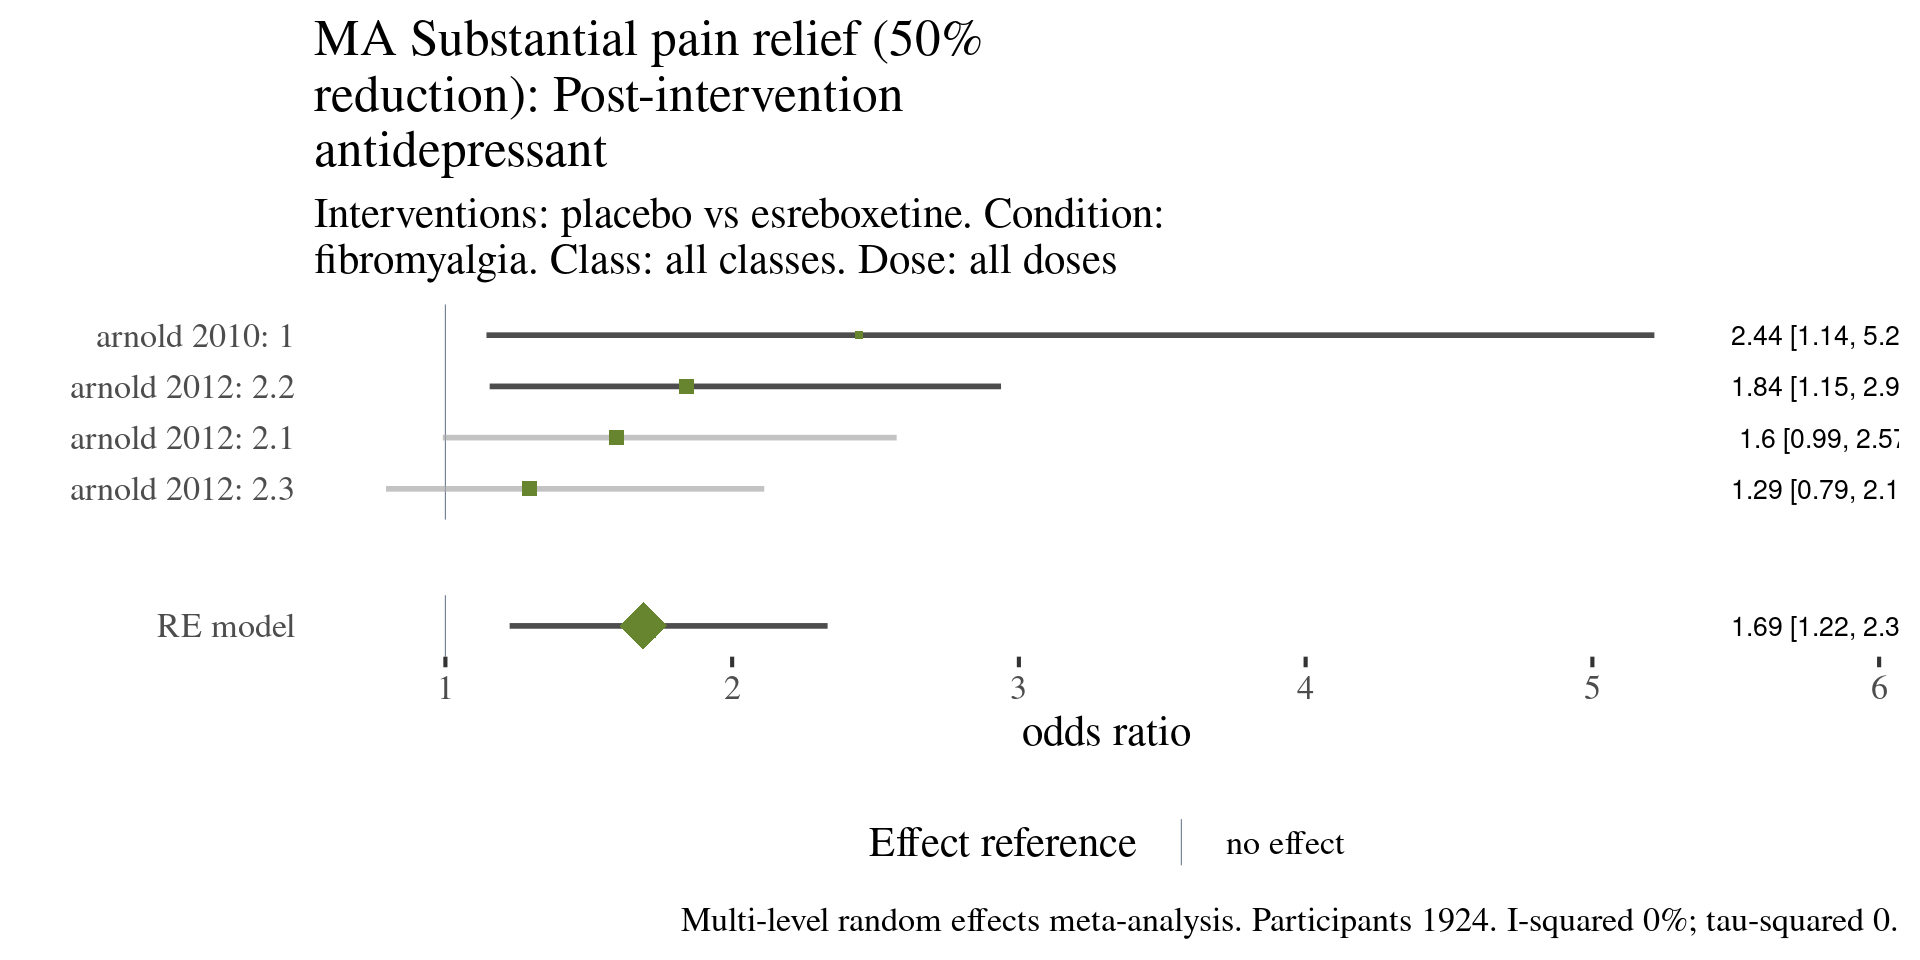 MA Substantial pain relief (50%
reduction): Post-intervention
antidepressant
Interventions: placebo vs esreboxetine. Condition:
fibromyalgia. Class: all classes. Dose: all doses
arnold 2010: 1 2.44 [1.14, 5.2
arnold 2012: 2.2 1.84 [1.15, 2.9
arnold 2012: 2.1 1.6 [0.99, 2.57
arnold 2012: 2.3 1.29 [0.79, 2.1
RE model 1.69 [1.22, 2.3
1 2 3 4 5 6
odds ratio
Effect reference no effect
Multi-level random effects meta-analysis. Participants 1924. I-squared 0%; tau-squared 0.